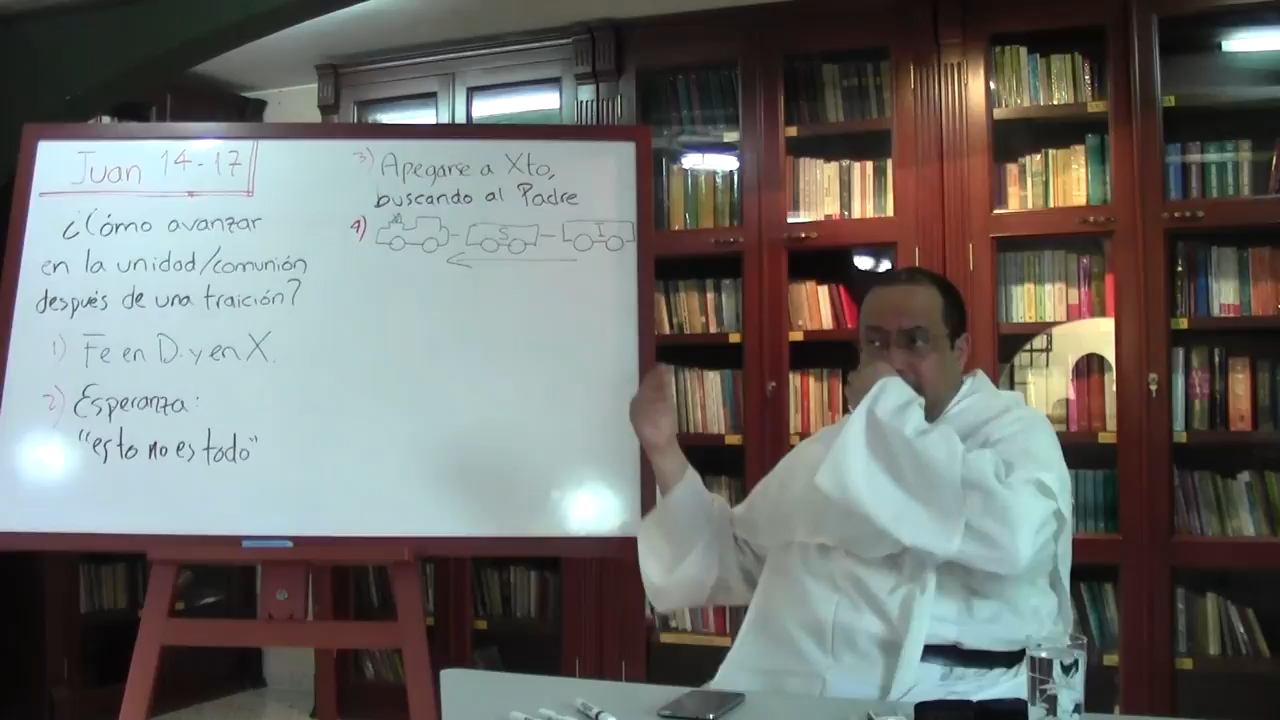 Juan 14-17
¿Cómo avanzar
en la unidad/comunión
después de una traición?
1) Fe en D. y en X.
2) Esperanza:
"esto no es todo"
3) Apegarse a Xto,
buscando al Padre
4)
S
I